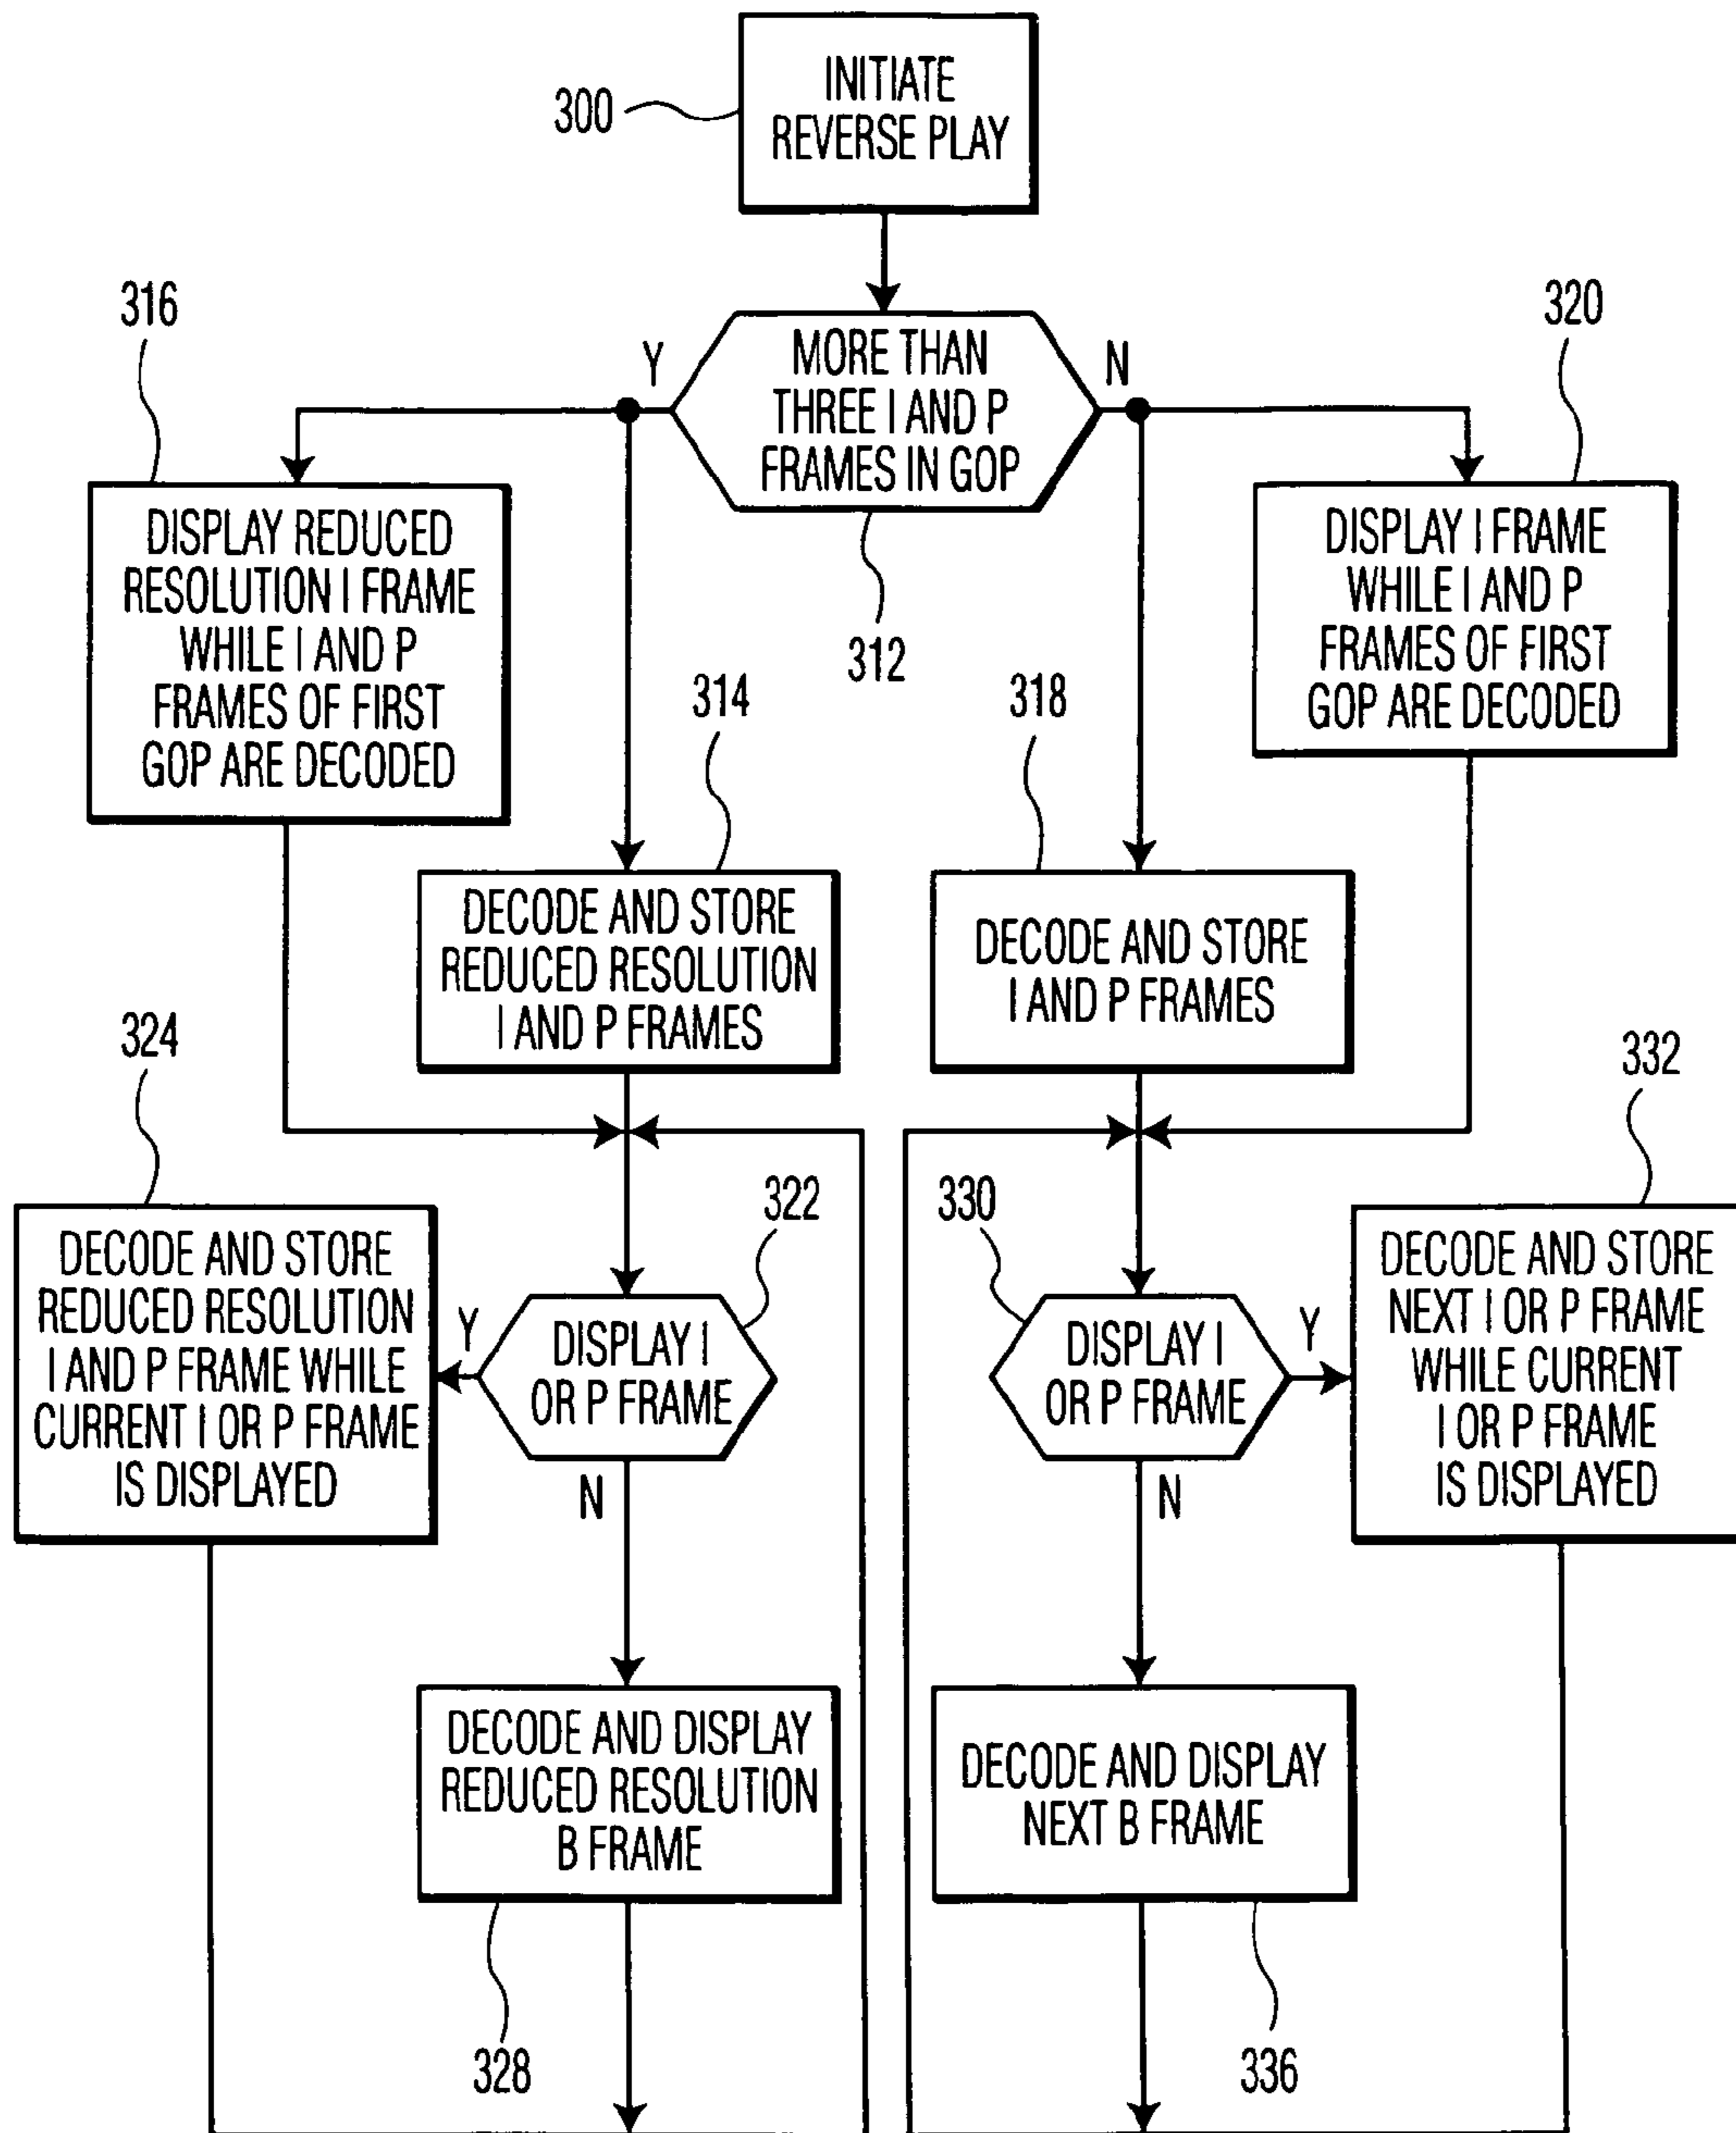 INITIATE
REVERSE PLAY
300
316
320
Y
MORE THAN
THREE I AND P
FRAMES IN GOP
N
312
DISPLAY REDUCED
RESOLUTION I FRAME
WHILE I AND P
FRAMES OF FIRST
GOP ARE DECODED
DISPLAY I FRAME
WHILE I AND P
FRAMES OF FIRST
GOP ARE DECODED
314
318
DECODE AND STORE
REDUCED RESOLUTION
I AND P FRAMES
DECODE AND STORE
I AND P FRAMES
324
332
322
330
DECODE AND STORE
REDUCED RESOLUTION
I AND P FRAME WHILE
CURRENT I OR P FRAME
IS DISPLAYED
Y
DISPLAY I
OR P FRAME
N
DISPLAY I
OR P FRAME
Y
N
DECODE AND STORE
NEXT I OR P FRAME
WHILE CURRENT
I OR P FRAME
IS DISPLAYED
DECODE AND DISPLAY
REDUCED RESOLUTION
B FRAME
DECODE AND DISPLAY
NEXT B FRAME
328
336